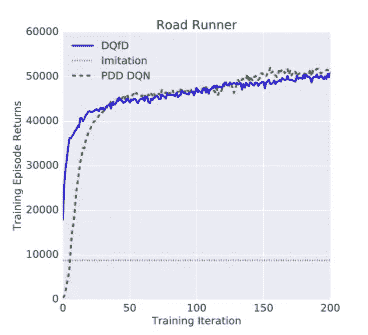 Road Runner
60000
50000
40000
30000
20000
10000
0
Training Episode Returns
DQfD
Imitation
PDD DQN
0 50 100 150 200
Training Iteration